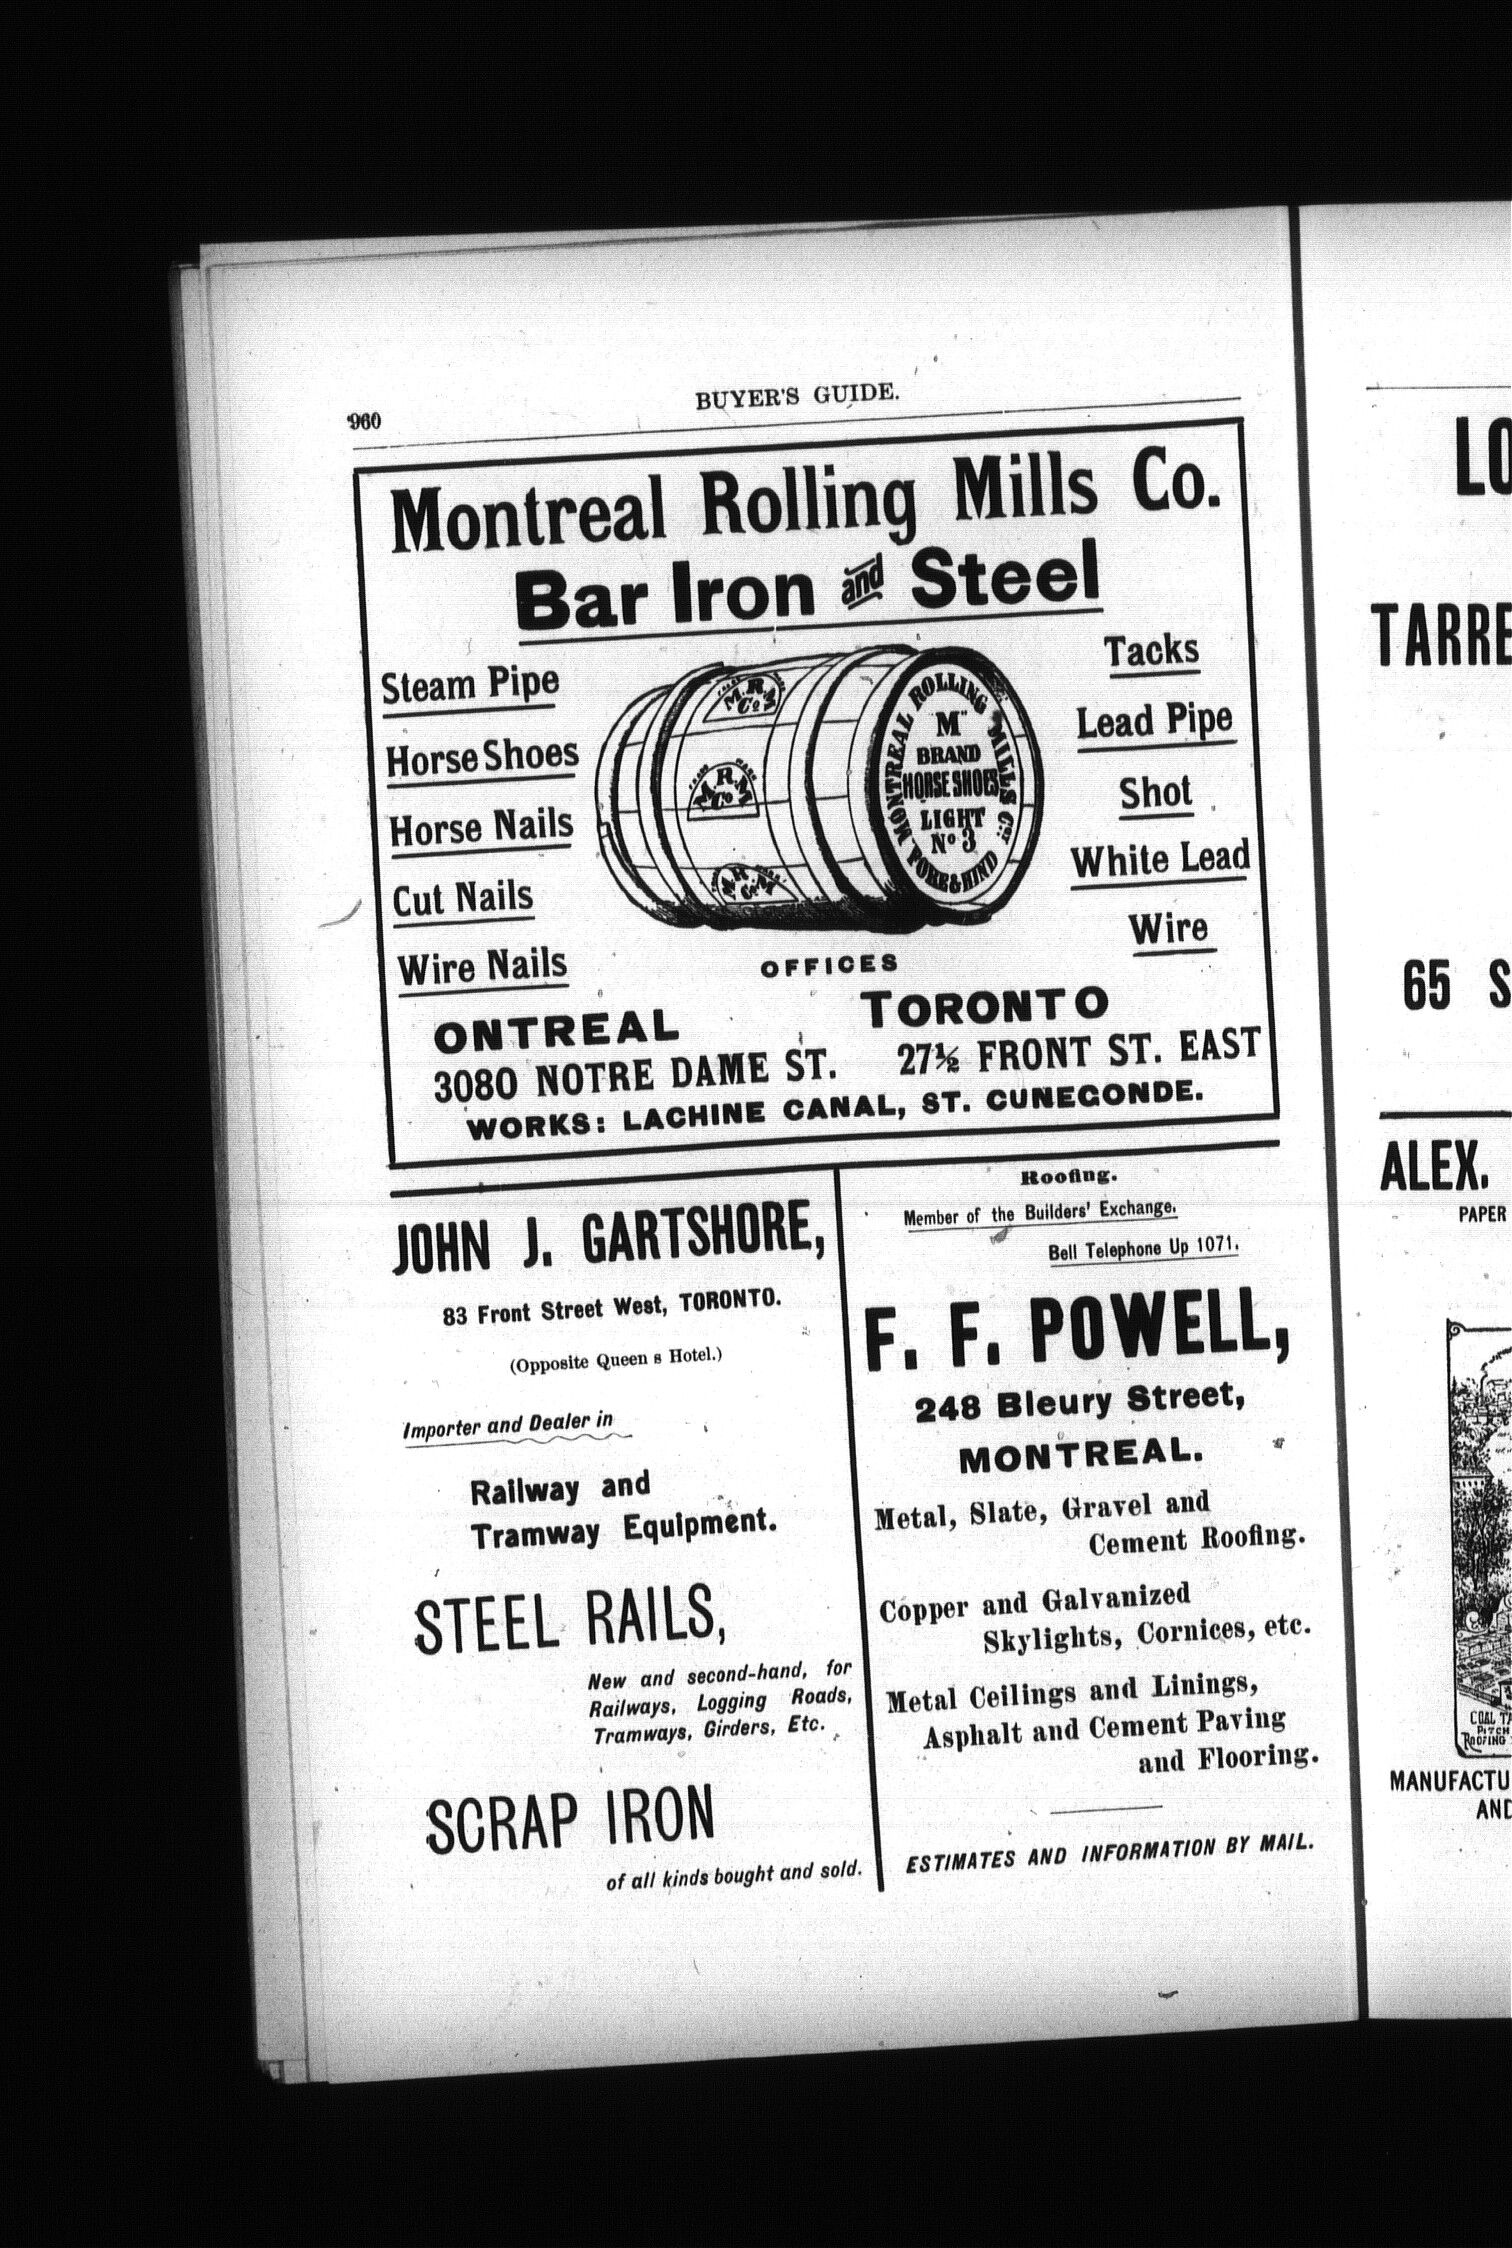 960
BUYER'S GUIDE.
Montreal Rolling Mills Co.
Bar Iron and Steel
Steam Pipe
Horse Shoes
Horse Nails
Cut Nails
Wire Nails
M.R.M
Co
M.R.M
Co
M.R.M
Co.
MONTREAL ROLLING MILLS Co.
"M"
BRAND
HORSE SHOES
LIGHT
No 3
FORE & HIND
Tacks
Lead Pipe
Shot
White Lead
Wire
OFFICES
ONTREAL
3080 NOTRE DAME ST.
TORONTO
27½ FRONT ST. EAST
WORKS: LACHINE CANAL, ST. CUNEGONDE.
JOHN J. GARTSHORE,
83 Front Street West, TORONTO.
(Opposite Queen s Hotel.)
Importer and Dealer in
Railway and
Tramway Equipment.
STEEL RAILS,
New and second-hand, for
Railways, Logging Roads,
Tramways, Girders, Etc.
SCRAP IRON
of all kinds bought and sold.
Roofing.
Member of the Builders' Exchange.
Bell Telephone Up 1071.
F. F. POWELL,
248 Bleury Street,
MONTREAL.
Metal, Slate, Gravel and
Cement Roofing.
Copper and Galvanized
Skylights, Cornices, etc.
Metal Ceilings and Linings,
Asphalt and Cement Paving
and Flooring.
ESTIMATES AND INFORMATION BY MAIL.
LO
TARRE
65 S
ALEX.
PAPER
COAL TA
PITCH
ROOFING
MANUFACTU
AND